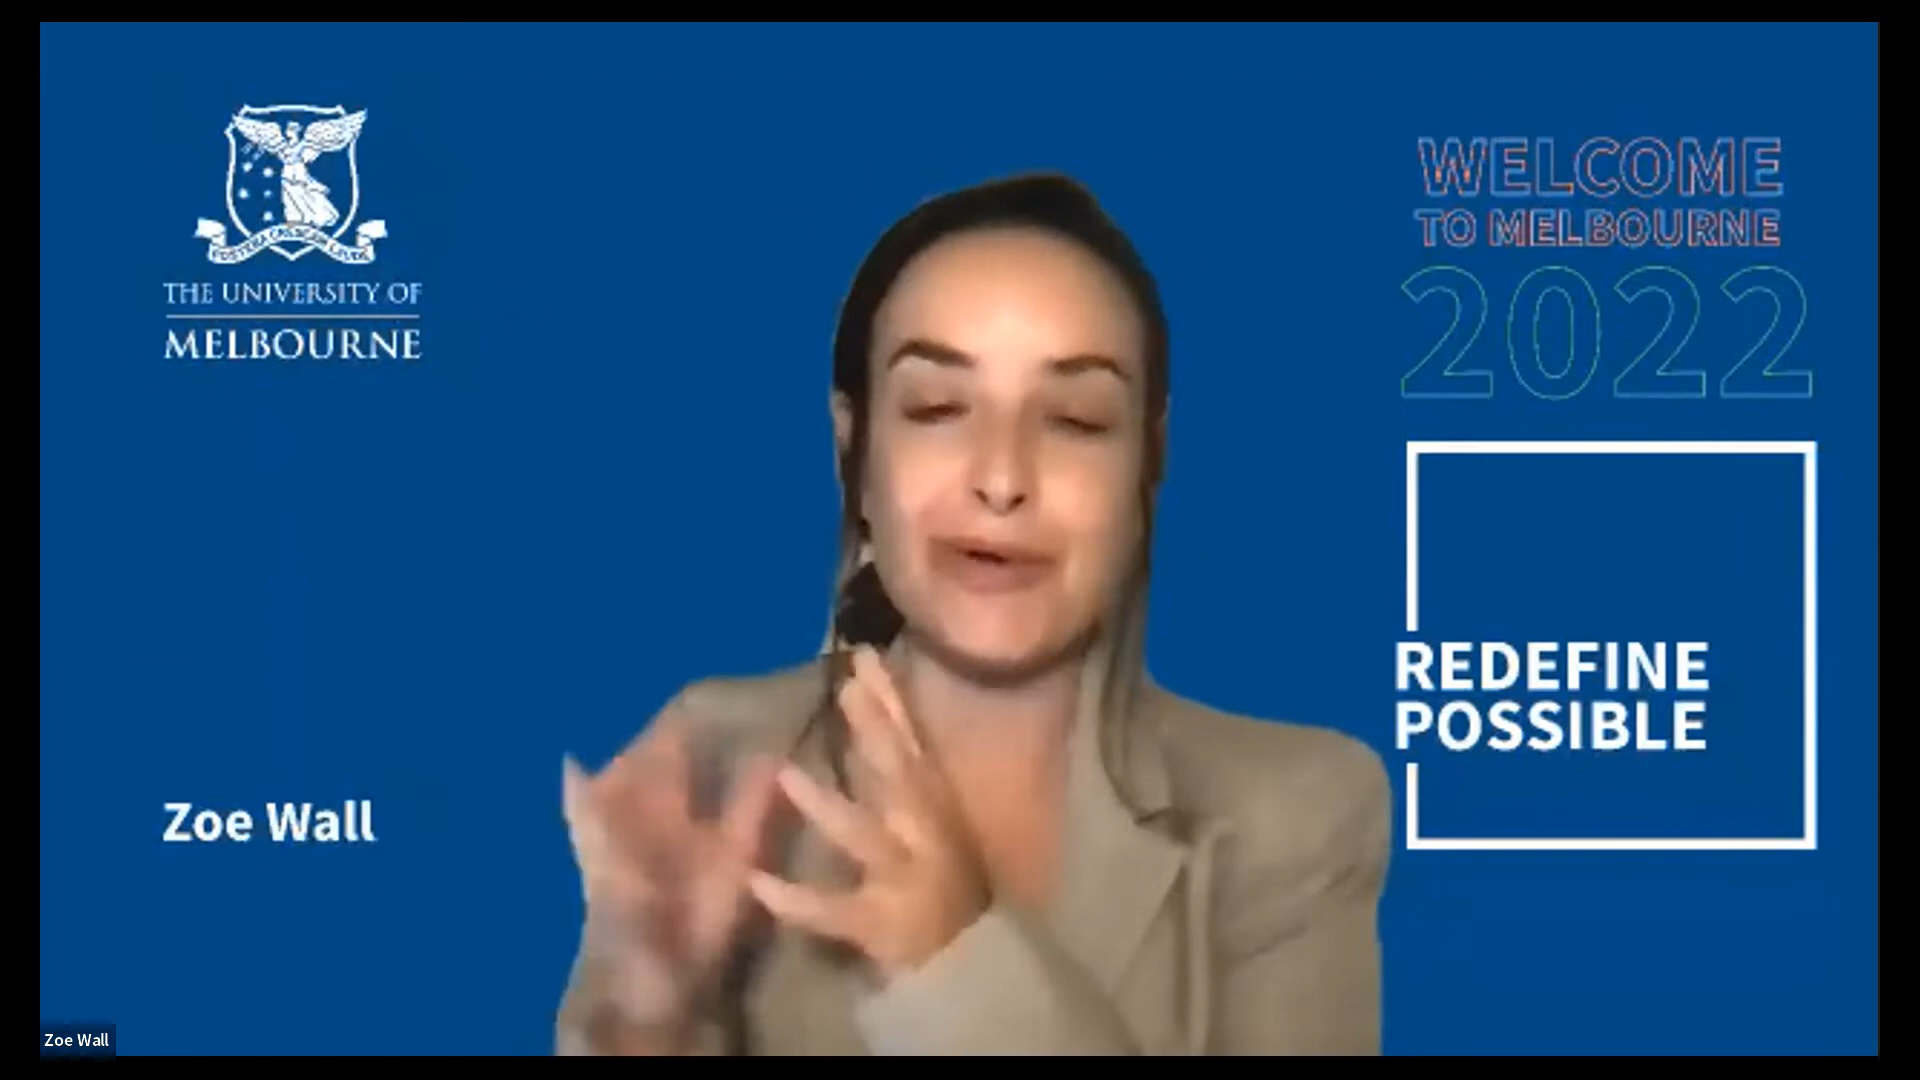 THE UNIVERSITY OF
MELBOURNE
WELCOME
TO MELBOURNE
2022
REDEFINE
POSSIBLE
Zoe Wall
Zoe Wall